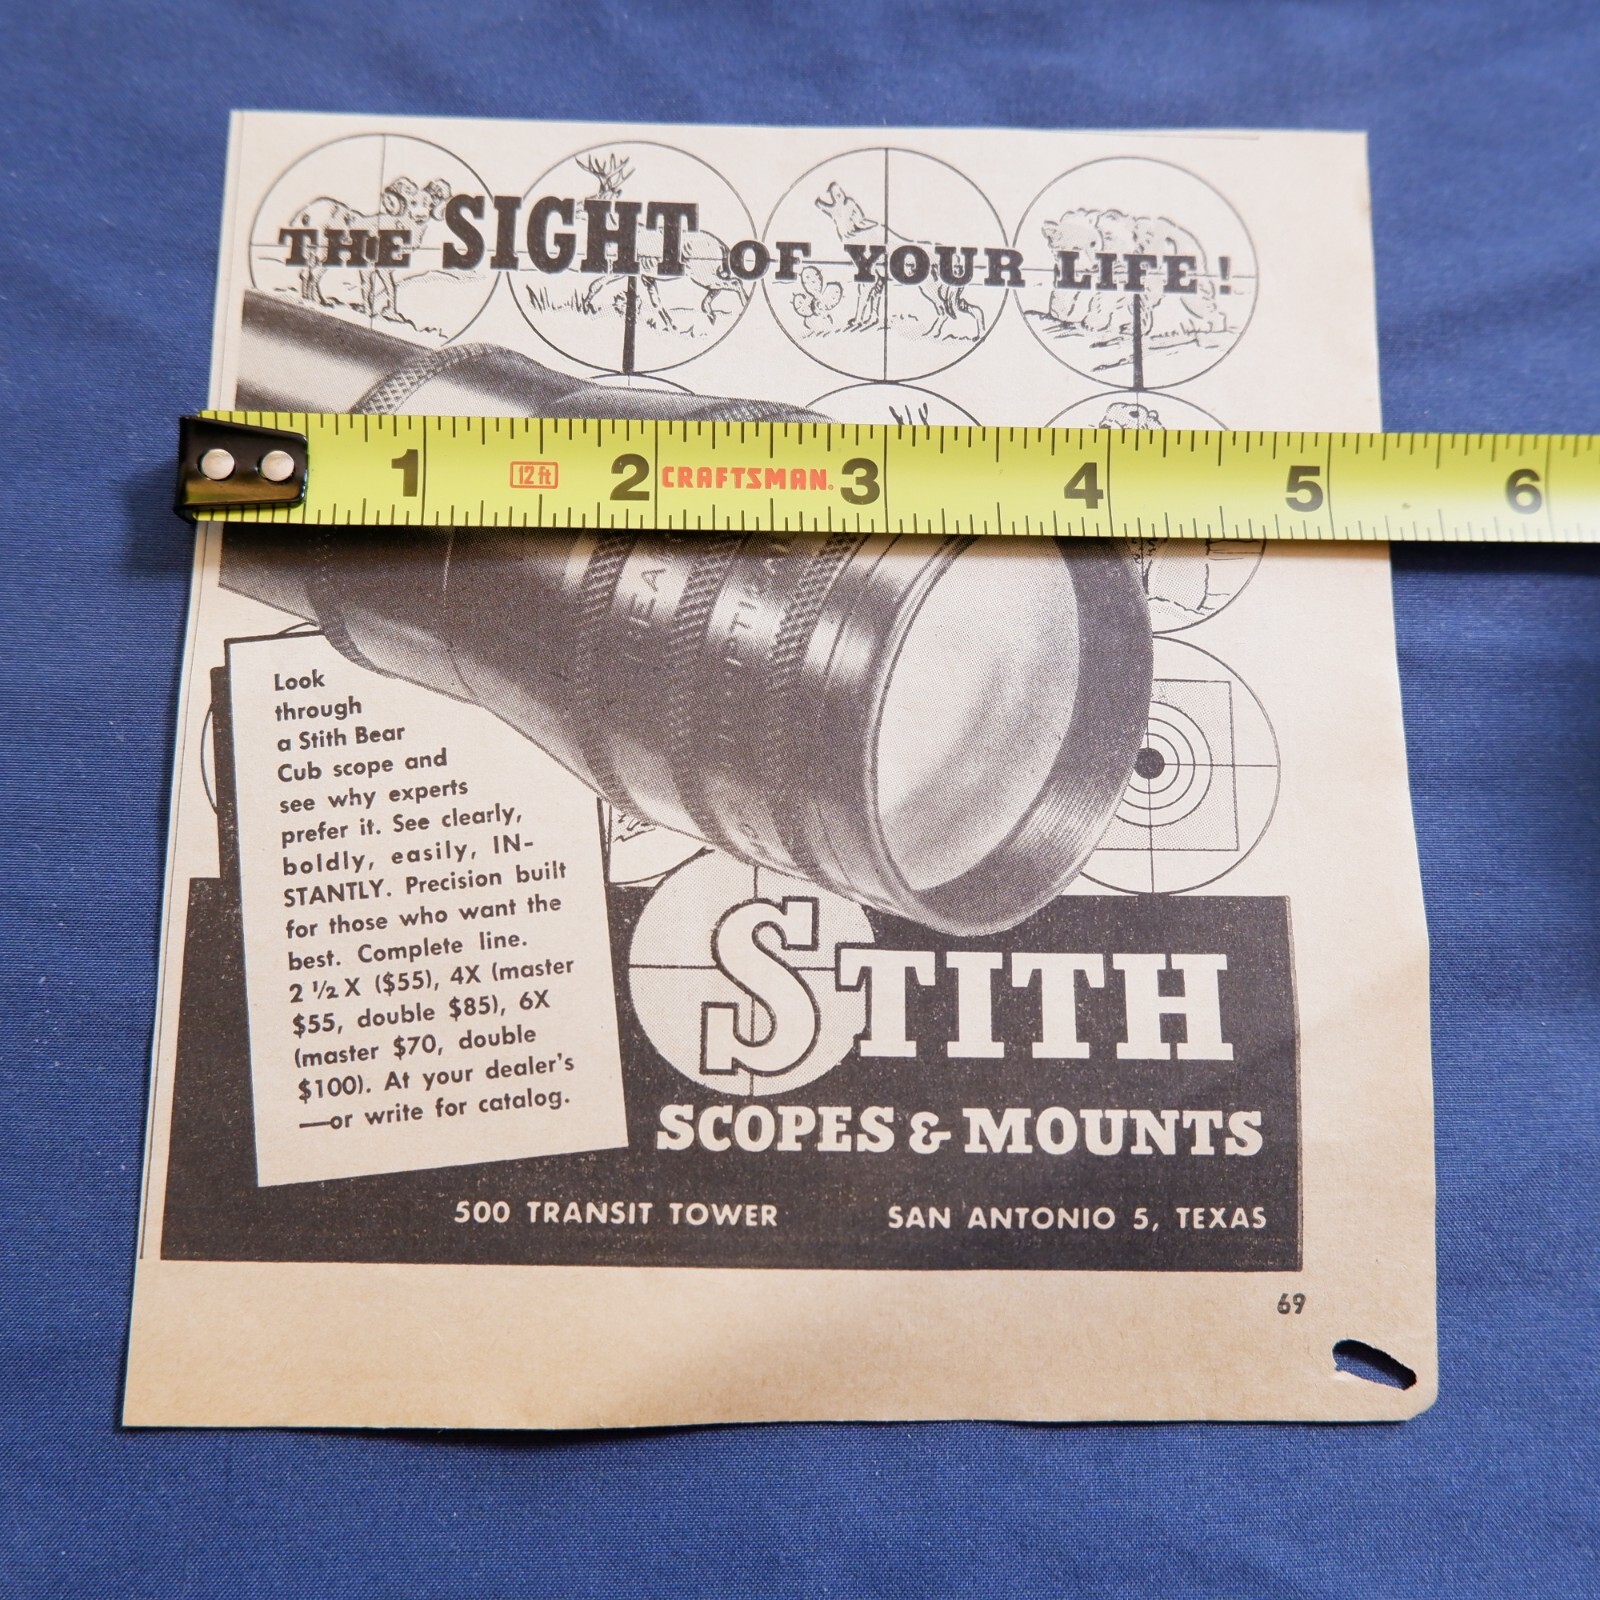 THE SIGHT OF YOUR LIFE!
1 12 ft 2 CRAFTSMAN 3 4 5 6
Look
through
a Stith Bear
Cub scope and
see why experts
prefer it. See clearly,
boldly, easily, IN-
STANTLY. Precision built
for those who want the
best. Complete line.
2 1/2 X ($55), 4X (master
$55, double $85), 6X
(master $70, double
$100). At your dealer's
—or write for catalog.
STITH
SCOPES & MOUNTS
500 TRANSIT TOWER SAN ANTONIO 5, TEXAS
69